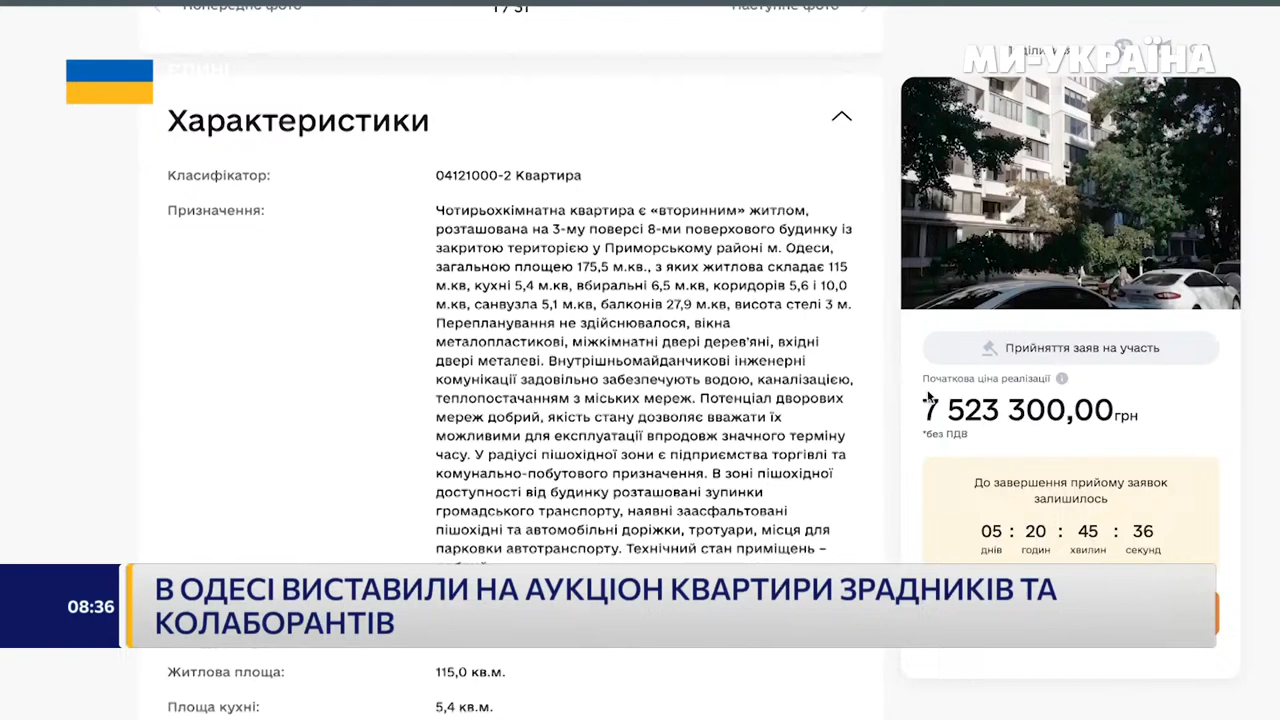 Попереднє фото
1 / 31
Наступне фото
МИ-УКРАЇНА
ЄДИНІ
Характеристики
Класифікатор:
04121000-2 Квартира
Призначення:
Чотирьохкімнатна квартира є «вторинним» житлом,
розташована на 3-му поверсі 8-ми поверхового будинку із
закритою територією у Приморському районі м. Одеси,
загальною площею 175,5 м.кв., з яких житлова складає 115
м.кв, кухні 5,4 м.кв, вбиральні 6,5 м.кв, коридорів 5,6 і 10,0
м.кв, санвузла 5,1 м.кв, балконів 27,9 м.кв, висота стелі 3 м.
Перепланування не здійснювалося, вікна
металопластикові, міжкімнатні двері дерев'яні, вхідні
двері металеві. Внутрішньомайданчикові інженерні
комунікації задовільно забезпечують водою, каналізацією,
теплопостачанням з міських мереж. Потенціал дворових
мереж добрий, якість стану дозволяє вважати їх
можливими для експлуатації впродовж значного терміну
часу. У радіусі пішохідної зони є підприємства торгівлі та
комунально-побутового призначення. В зоні пішохідної
доступності від будинку розташовані зупинки
громадського транспорту, наявні заасфальтовані
пішохідні та автомобільні доріжки, тротуари, місця для
парковки автотранспорту. Технічний стан приміщень –
Прийняття заяв на участь
Початкова ціна реалізації
7 523 300,00грн
*без ПДВ
До завершення прийому заявок
залишилось
05 : 20 : 45 : 36
днів годин хвилин секунд
08:36
В ОДЕСІ ВИСТАВИЛИ НА АУКЦІОН КВАРТИРИ ЗРАДНИКІВ ТА
КОЛАБОРАНТІВ
Житлова площа:
115,0 кв.м.
Площа кухні:
5,4 кв.м.